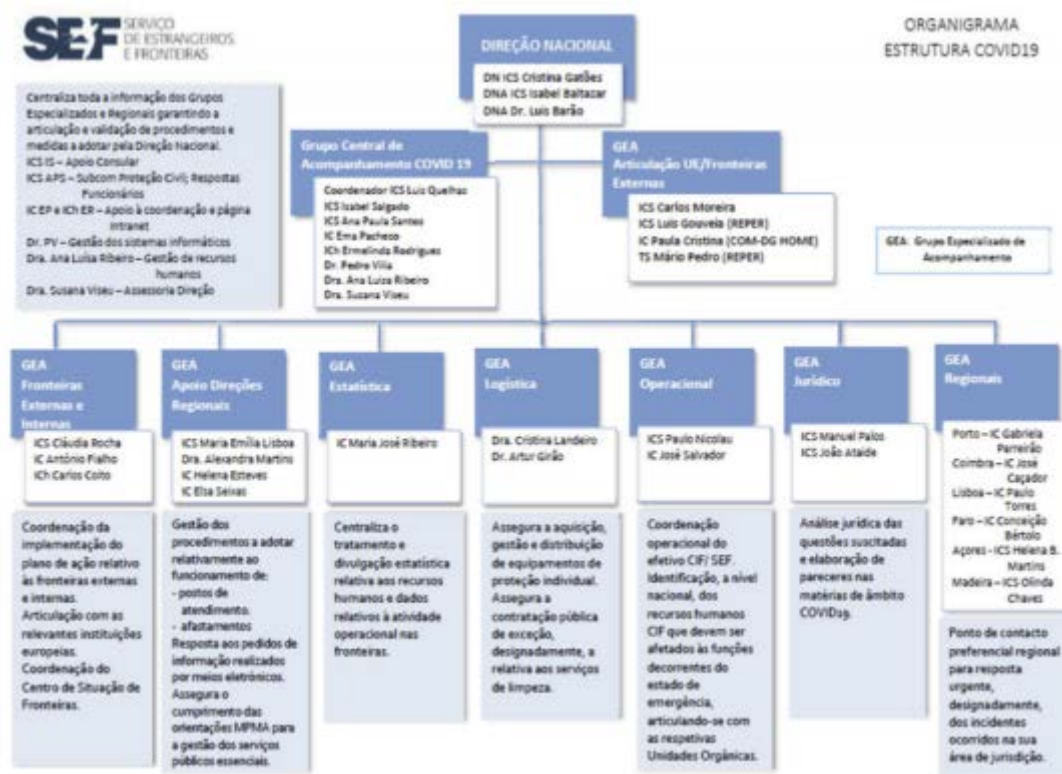 SEF SERVIÇO
DE ESTRANGEIROS
E FRONTEIRAS
ORGANIGRAMA
ESTRUTURA COVID19
DIREÇÃO NACIONAL
DN ICS Cristina Gatões
DNA ICS Isabel Baltazar
DNA Dr. Luis Barão
Centraliza toda a informação dos Grupos
Especializados e Regionais garantindo a
articulação e validação de procedimentos e
medidas a adotar pela Direção Nacional.
ICS IS – Apoio Consular
ICS APS – Subcom Proteção Civil; Respostas
Funcionários
IC EP e ICh ER – Apoio à coordenação e página
intranet
Dr. PV – Gestão dos sistemas informáticos
Dra. Ana Luísa Ribeiro – Gestão de recursos
humanos
Dra. Susana Viseu – Assessoria Direção
Grupo Central de
Acompanhamento COVID 19
Coordenador ICS Luis Quelhas
ICS Isabel Salgado
ICS Ana Paula Santos
IC Ema Pacheco
ICh Ermelinda Rodrigues
Dr. Pedro Vilia
Dra. Ana Luiza Ribeiro
Dra. Susana Viseu
GEA
Articulação UE/Fronteiras
Externas
ICS Carlos Moreira
ICS Luis Gouveia (REPER)
IC Paula Cristina (COM-DG HOME)
TS Mário Pedro (REPER)
GEA: Grupo Especializado de
Acompanhamento
GEA
Fronteiras
Externas e
Internas
ICS Cláudia Rocha
IC António Fialho
ICh Carlos Coito
Coordenação da
implementação do
plano de ação relativo
às fronteiras externas
e internas.
Articulação com as
relevantes instituições
europeias.
Coordenação do
Centro de Situação de
Fronteiras.
GEA
Apoio Direções
Regionais
ICS Maria Emília Lisboa
Dra. Alexandra Martins
IC Helena Esteves
IC Elsa Seixas
Gestão dos
procedimentos a adotar
relativamente ao
funcionamento de:
- postos de
atendimento.
- afastamentos
Resposta aos pedidos de
informação realizados
por meios eletrónicos.
Assegura o
cumprimento das
orientações MPMA para
a gestão dos serviços
públicos essenciais.
GEA
Estatística
IC Maria José Ribeiro
Centraliza o
tratamento e
divulgação estatística
relativa aos recursos
humanos e dados
relativos à atividade
operacional nas
fronteiras.
GEA
Logística
Dra. Cristina Landeiro
Dr. Artur Girão
Assegura a aquisição,
gestão e distribuição
de equipamentos de
proteção individual.
Assegura a
contratação pública
de exceção,
designadamente, a
relativa aos serviços
de limpeza.
GEA
Operacional
ICS Paulo Nicolau
IC José Salvador
Coordenação
operacional do
efetivo CIF/ SEF.
Identificação, a nível
nacional, dos
recursos humanos
CIF que devem ser
afetados às funções
decorrentes do
estado de
emergência,
articulando-se com
as respetivas
Unidades Orgânicas.
GEA
Jurídico
ICS Manuel Palos
ICS João Ataide
Análise jurídica das
questões suscitadas
e elaboração de
pareceres nas
matérias de âmbito
COVID19.
GEA
Regionais
Porto – IC Gabriela
Parreirão
Coimbra – IC José
Caçador
Lisboa – IC Paulo
Torres
Faro – IC Conceição
Bértolo
Açores - ICS Helena B.
Martins
Madeira – ICS Olinda
Chaves
Ponto de contacto
preferencial regional
para resposta
urgente,
designadamente,
dos incidentes
ocorridos na sua
área de jurisdição.